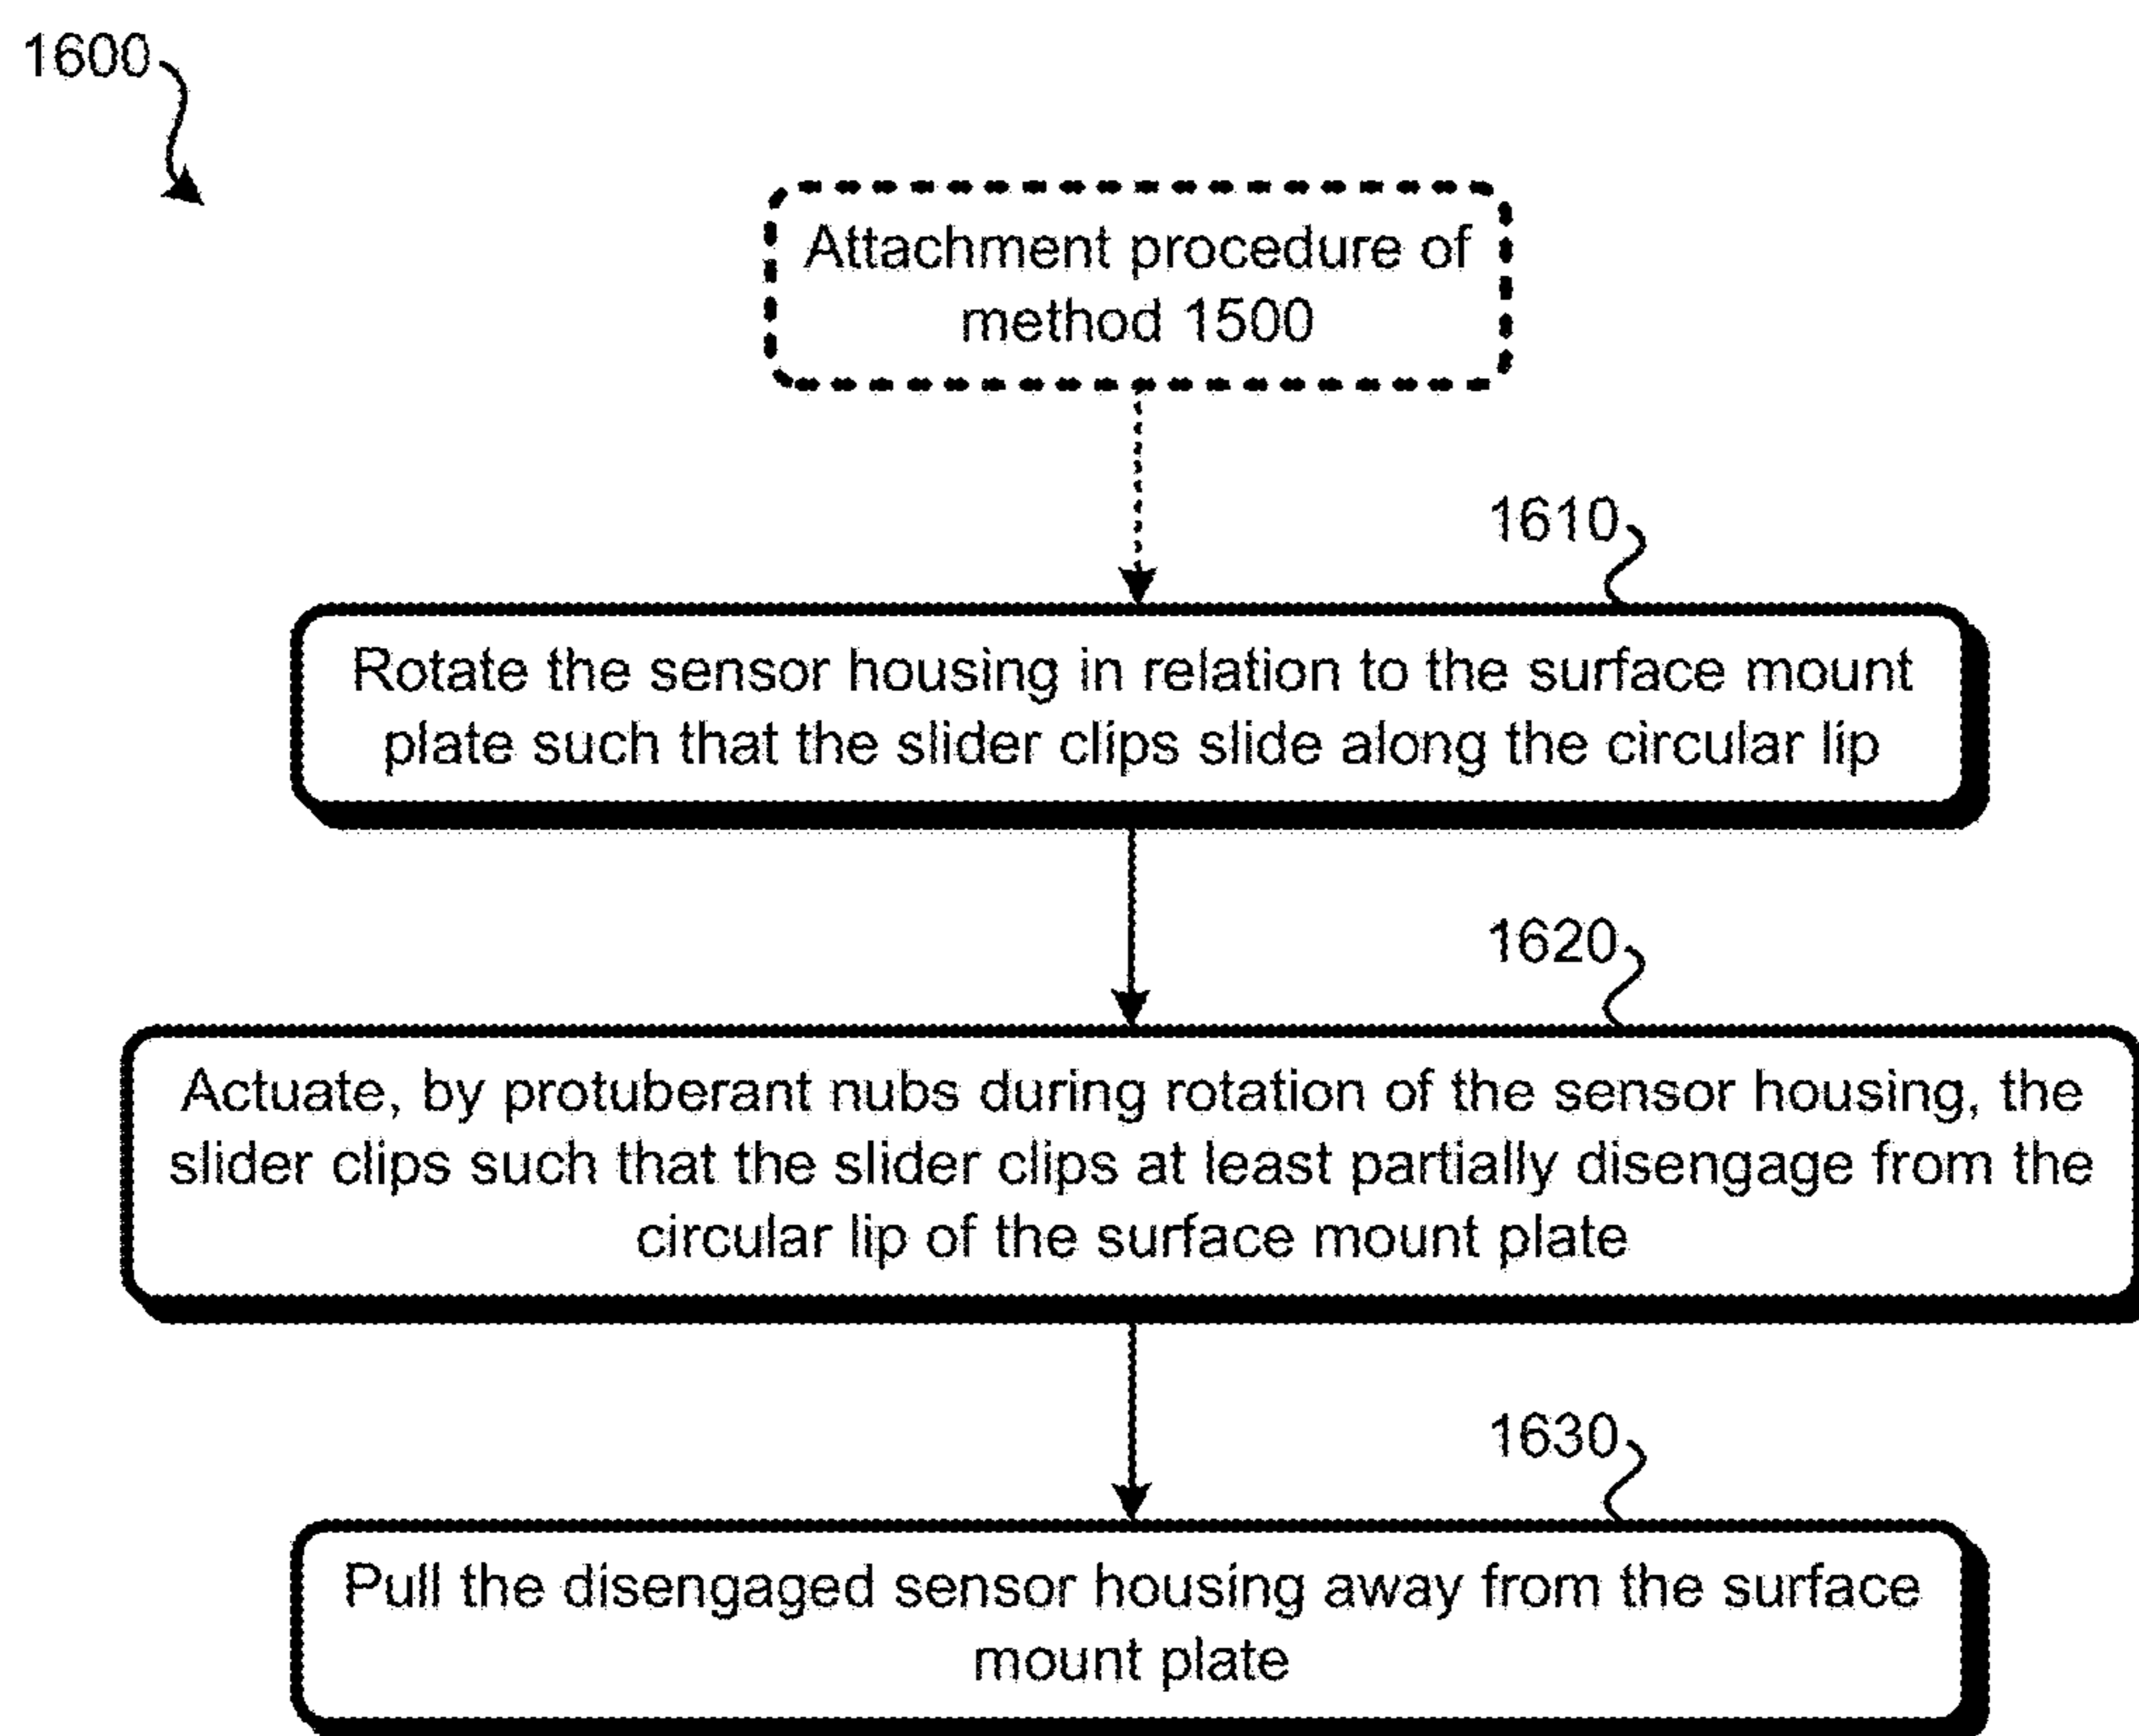 1600
Attachment procedure of
method 1500
1610
Rotate the sensor housing in relation to the surface mount
plate such that the slider clips slide along the circular lip
1620
Actuate, by protuberant nubs during rotation of the sensor housing, the
slider clips such that the slider clips at least partially disengage from the
circular lip of the surface mount plate
1630
Pull the disengaged sensor housing away from the surface
mount plate